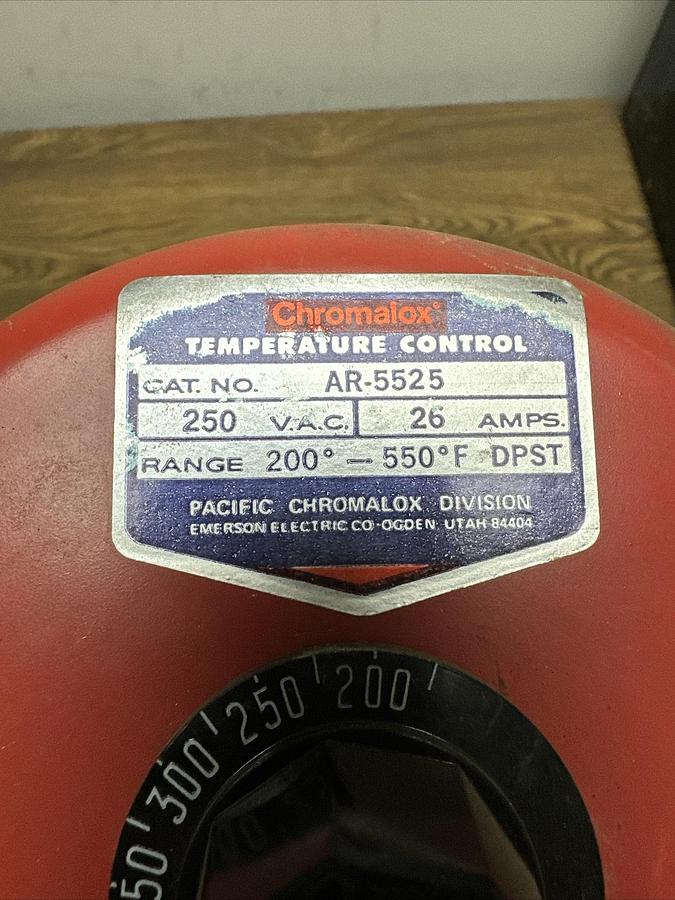 Chromalox®
TEMPERATURE CONTROL
CAT. NO. AR-5525
250 V.A.C. 26 AMPS.
RANGE 200° — 550°F DPST
PACIFIC CHROMALOX DIVISION
EMERSON ELECTRIC CO·OGDEN UTAH 84404
50 300 250 200